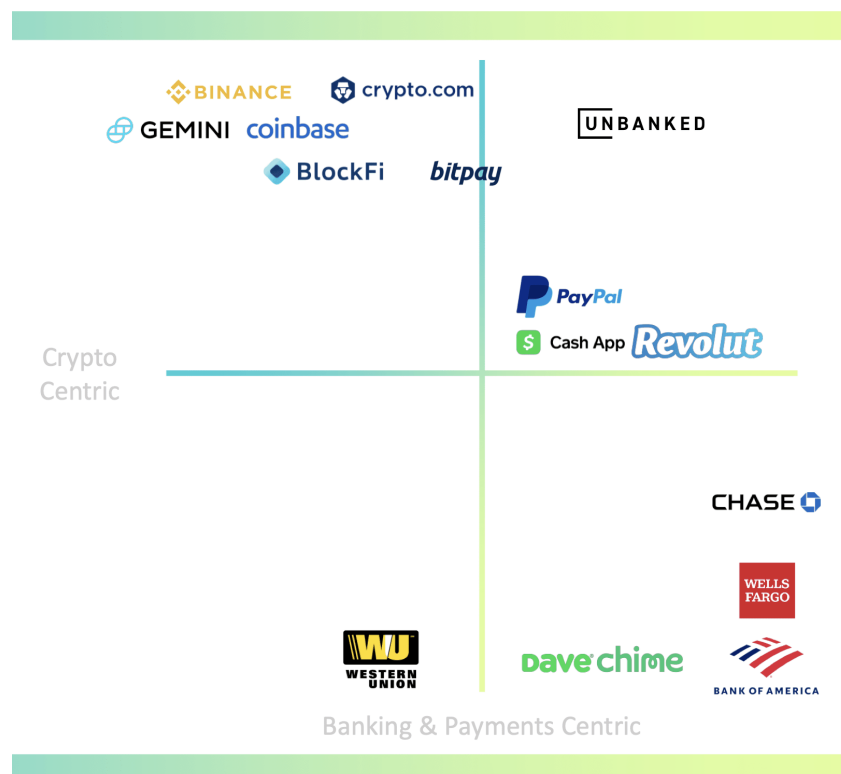 BINANCE
crypto.com
GEMINI
coinbase
UNBANKED
BlockFi
bitpay
PayPal
$ Cash App
Revolut
Crypto
Centric
CHASE
WELLS
FARGO
WU
WESTERN
UNION
Dave
chime
BANK OF AMERICA
Banking & Payments Centric